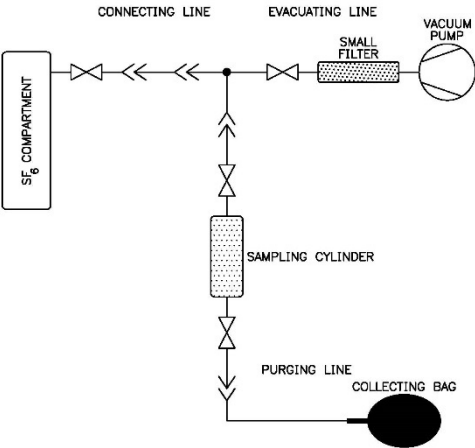 CONNECTING LINE
EVACUATING LINE
SMALL
FILTER
VACUUM
PUMP
SF6 COMPARTMENT
SAMPLING CYLINDER
PURGING LINE
COLLECTING BAG